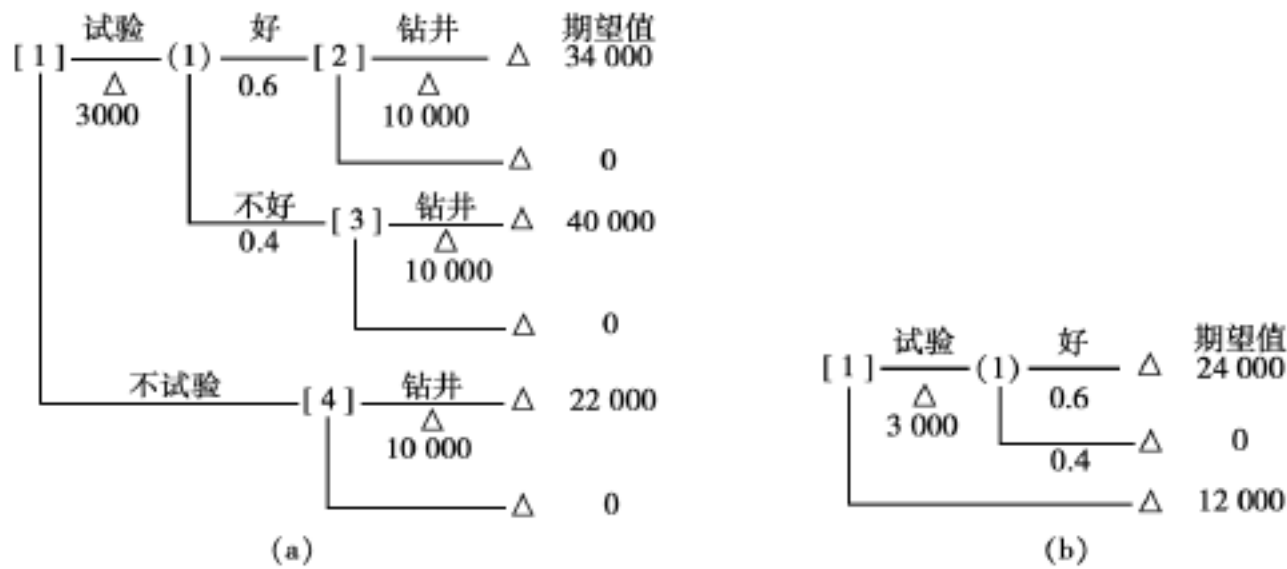 试验 好 钻井 期望值
[1] (1) [2] △ 34 000
△ 0.6 △
3000 10 000
△ 0
不好 钻井
[3] △ 40 000
0.4 △
10 000
△ 0
不试验 钻井
[4] △ 22 000
△
10 000
△ 0
(a)
试验 好 期望值
[1] (1) △ 24 000
△ 0.6
3 000
△ 0
0.4
△ 12 000
(b)